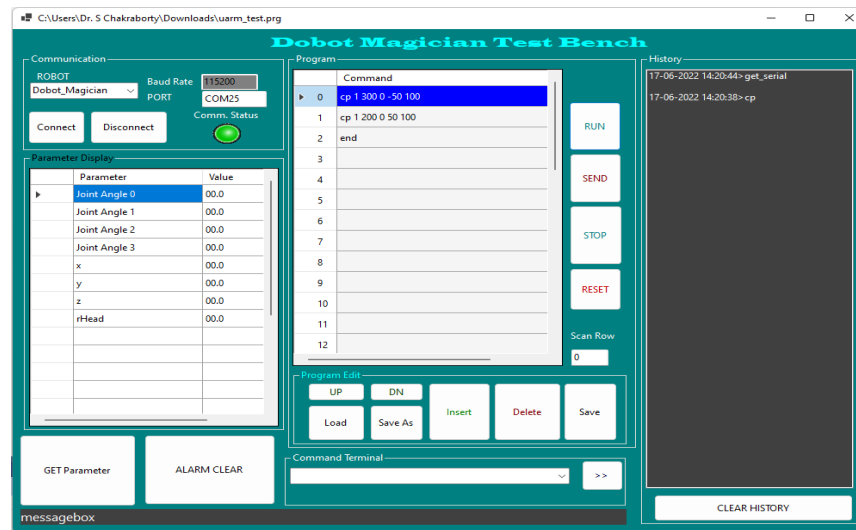 C:\Users\Dr. S Chakraborty\Downloads\uarm_test.prg
Dobot Magician Test Bench
Communication
ROBOT
Dobot_Magician
Baud Rate 115200
PORT COM25
Connect Disconnect
Comm. Status
Parameter Display
Parameter Value
Joint Angle 0 00.0
Joint Angle 1 00.0
Joint Angle 2 00.0
Joint Angle 3 00.0
x 00.0
y 00.0
z 00.0
rHead 00.0
GET Parameter
ALARM CLEAR
Program
Command
0 cp 1 300 0 -50 100
1 cp 1 200 0 50 100
2 end
3
4
5
6
7
8
9
10
11
12
RUN
SEND
STOP
RESET
Scan Row
0
Program Edit
UP DN
Load Save As
Insert
Delete
Save
Command Terminal
>>
History
17-06-2022 14:20:44>get_serial
17-06-2022 14:20:38>cp
CLEAR HISTORY
messagebox